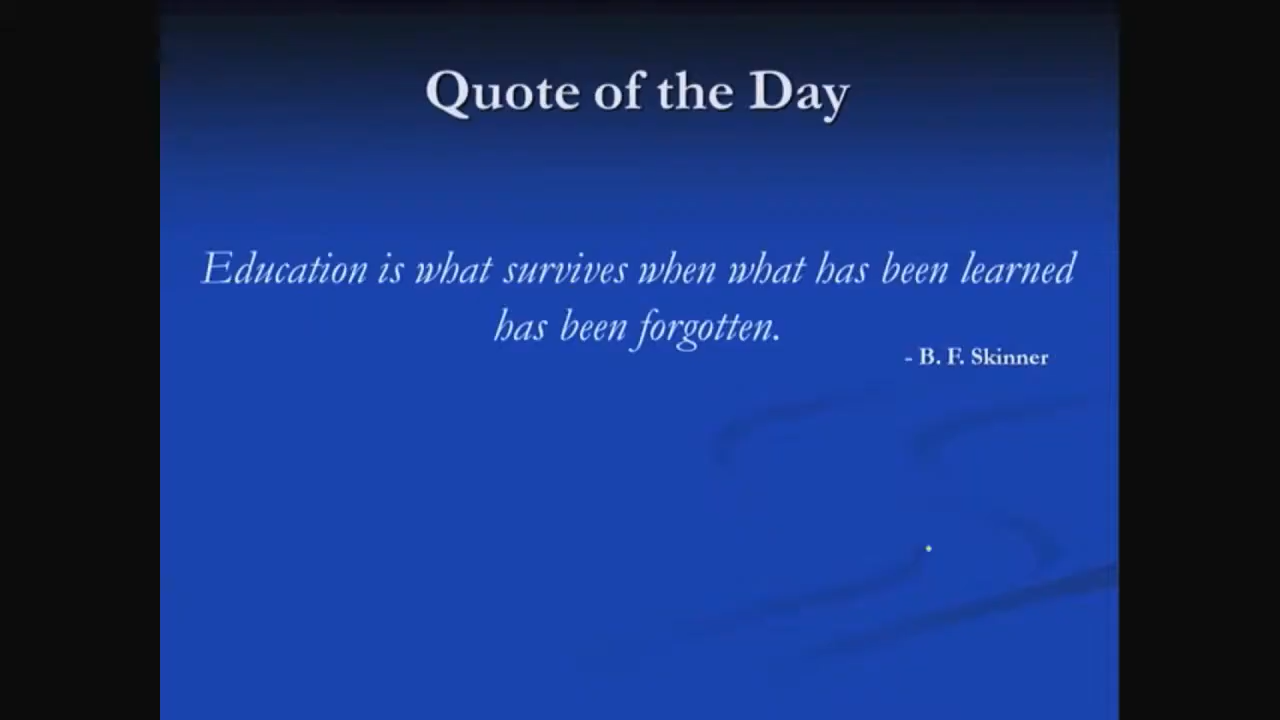 Quote of the Day
Education is what survives when what has been learned
has been forgotten.
- B. F. Skinner